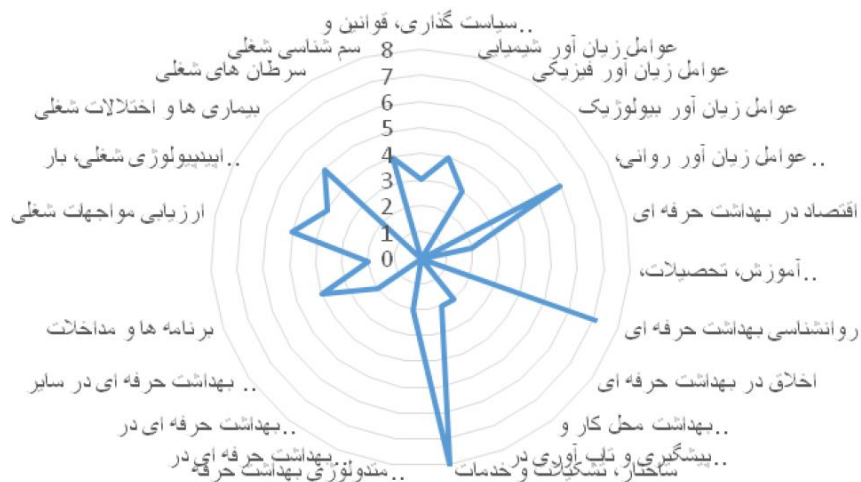 سیاست گذاری، قوانین و..
عوامل زیان آور شیمیایی
عوامل زیان آور فیزیکی
عوامل زیان آور بیولوژیک
عوامل زیان آور روانی، ..
اقتصاد در بهداشت حرفه ای
آموزش، تحصیلات، ..
روانشناسی بهداشت حرفه ای
اخلاق در بهداشت حرفه ای
بهداشت محل کار و..
پیشگیری و تاب آوری در..
ساختار، تشکیلات و خدمات
متدولوژی بهداشت حرفه..
بهداشت حرفه ای در..
بهداشت حرفه ای در..
بهداشت حرفه ای در سایر ..
برنامه ها و مداخلات
ارزیابی مواجهات شغلی
اپیدپیولوژی شغلی، بار..
بیماری ها و اختلالات شغلی
سرطان های شغلی
سم شناسی شغلی
8
7
6
5
4
3
2
1
0